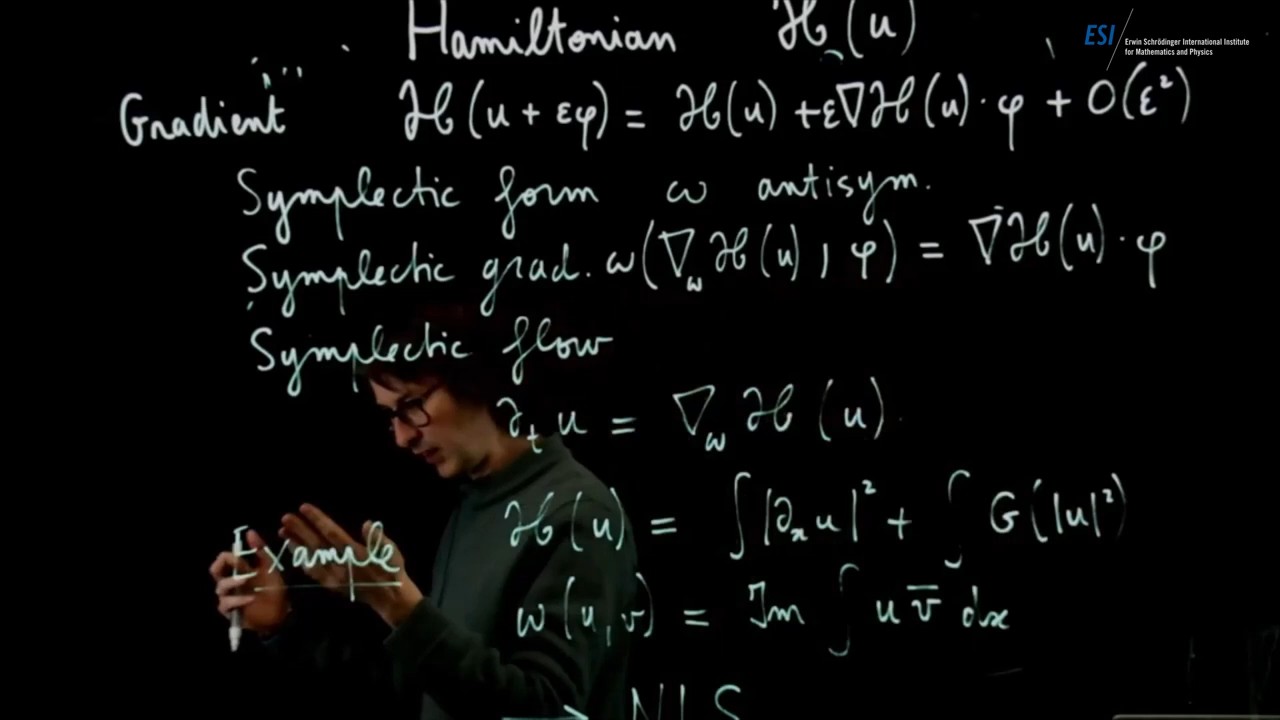 Hamiltonian ℋ(u)
ESI Erwin Schrödinger International Institute
for Mathematics and Physics
Gradient ℋ(u + εφ) = ℋ(u) + ε∇ℋ(u)·φ + O(ε²)
Symplectic form ω antisym.
Symplectic grad. ω(∇_ω ℋ(u), φ) = ∇ℋ(u)·φ
Symplectic flow
∂_t u = ∇_ω ℋ(u).
Example ℋ(u) = ∫|∂_x u|² + ∫ G(|u|²)
ω(u,v) = Im ∫ u v̄ dx
→ NLS